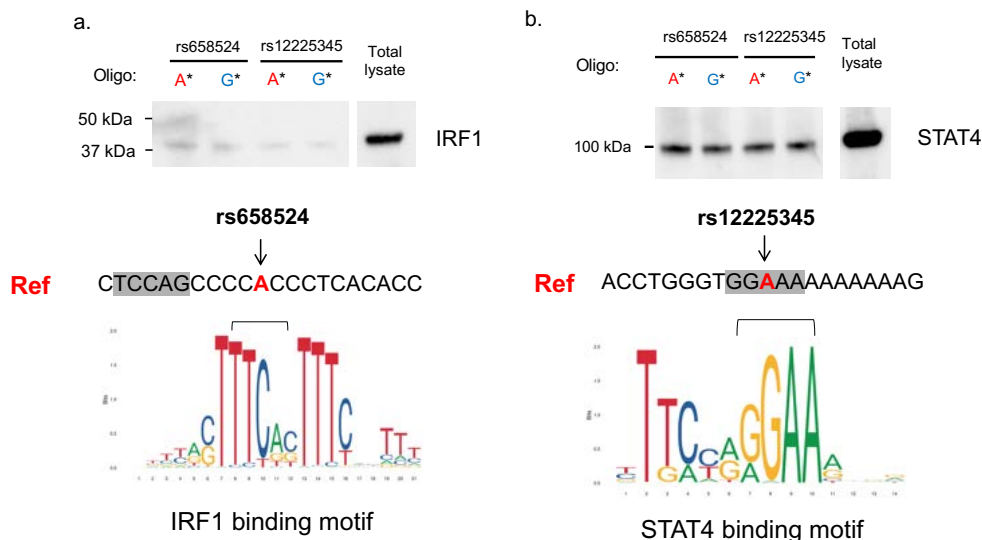 a.
rs658524 rs12225345 Total lysate
Oligo: A* G* A* G*
50 kDa
37 kDa
IRF1
rs658524
Ref CTCCAGCCCCACCCTCACACC
IRF1 binding motif
b.
rs658524 rs12225345 Total lysate
Oligo: A* G* A* G*
100 kDa
STAT4
rs12225345
Ref ACCTGGGTGGAAAAAAAAAAG
STAT4 binding motif